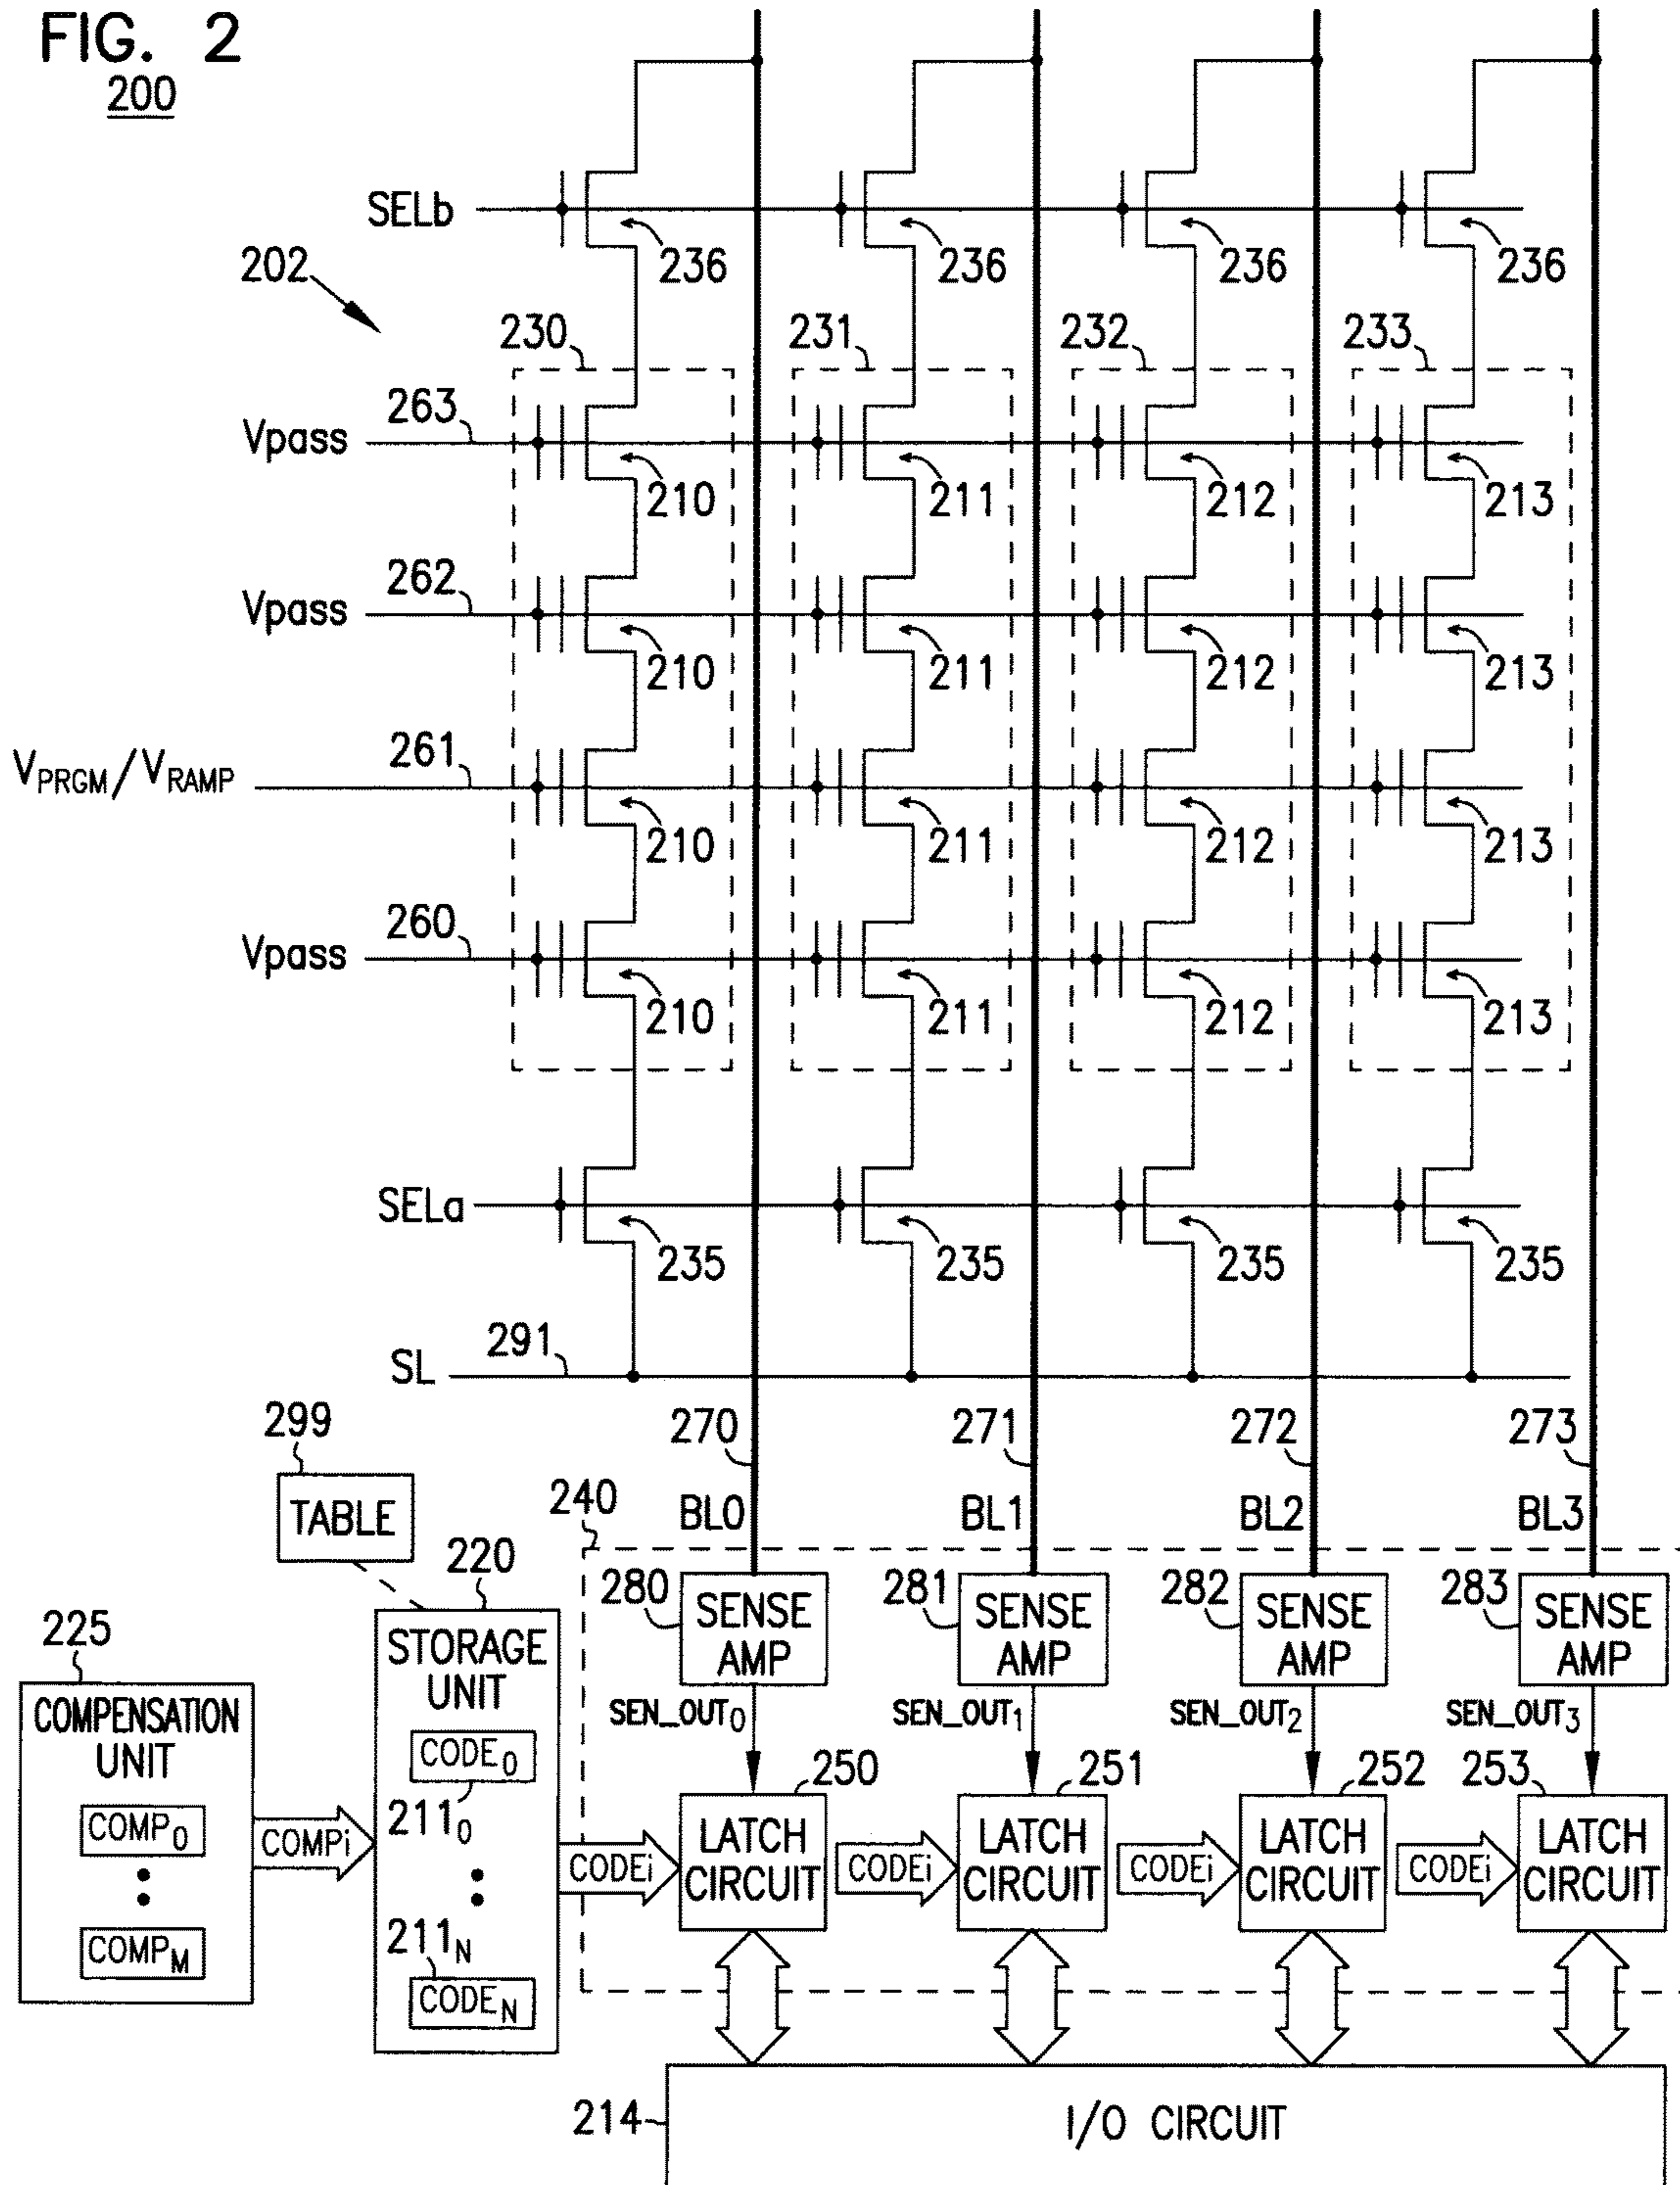 FIG. 2
200
SELb
236 236 236 236
202
230 231 232 233
263
Vpass
210 211 212 213
262
Vpass
210 211 212 213
261
VPRGM/VRAMP
210 211 212 213
260
Vpass
210 211 212 213
SELa
235 235 235 235
291
SL
299
TABLE
270 271 272 273
240
BL0 BL1 BL2 BL3
220
280 281 282 283
SENSE AMP
SENSE AMP
SENSE AMP
SENSE AMP
225
STORAGE UNIT
COMPENSATION UNIT
SEN_OUT0 SEN_OUT1 SEN_OUT2 SEN_OUT3
CODE0
2110
250 251 252 253
COMP0
COMPi
CODEi
LATCH CIRCUIT
CODEi
LATCH CIRCUIT
CODEi
LATCH CIRCUIT
CODEi
LATCH CIRCUIT
COMPM
211N
CODEN
214
I/O CIRCUIT